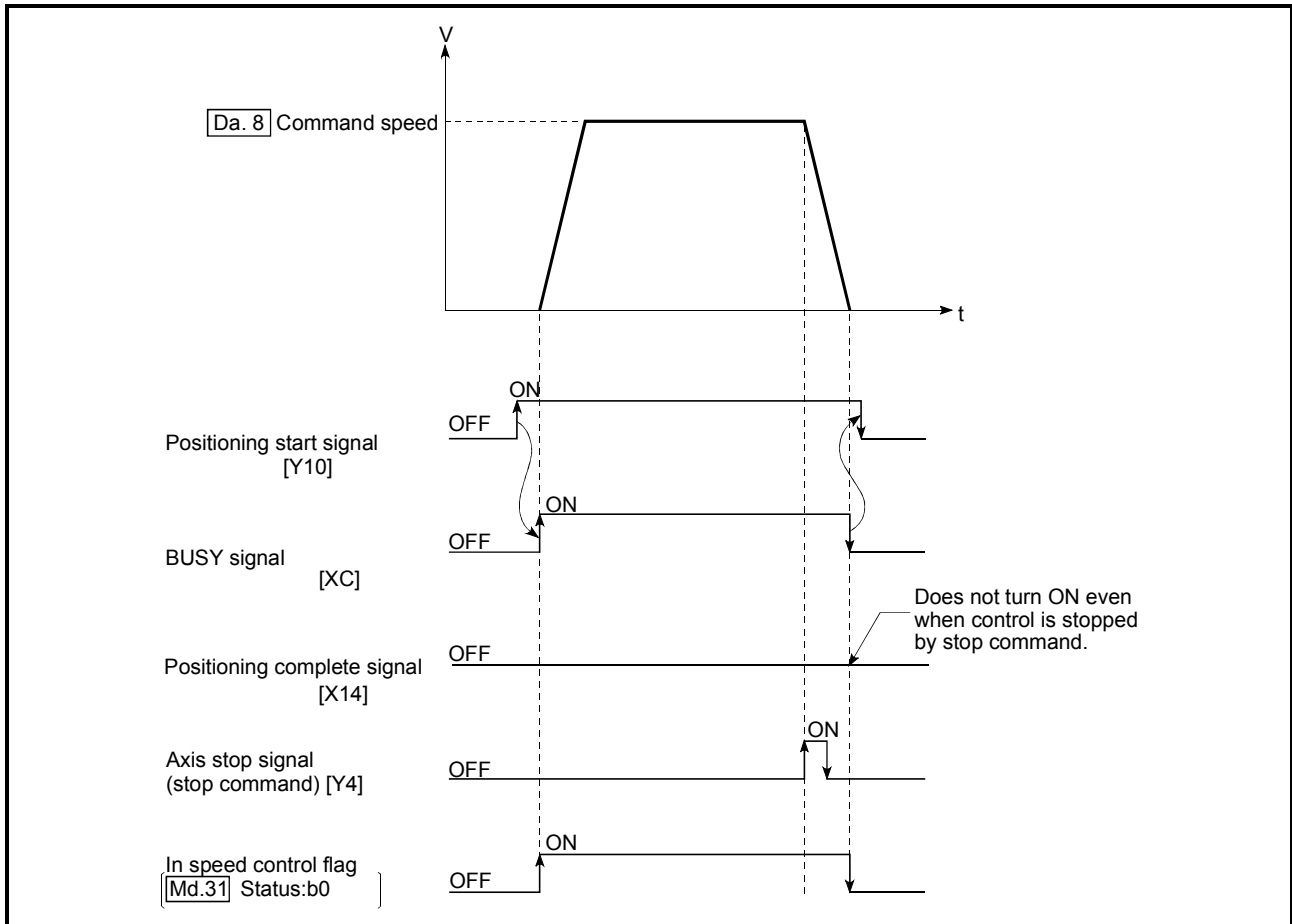 V
Da. 8 Command speed
t
ON
OFF
Positioning start signal
[Y10]
ON
OFF
BUSY signal
[XC]
Does not turn ON even
when control is stopped
by stop command.
OFF
Positioning complete signal
[X14]
ON
Axis stop signal
(stop command) [Y4]
OFF
ON
In speed control flag
Md.31 Status:b0
OFF